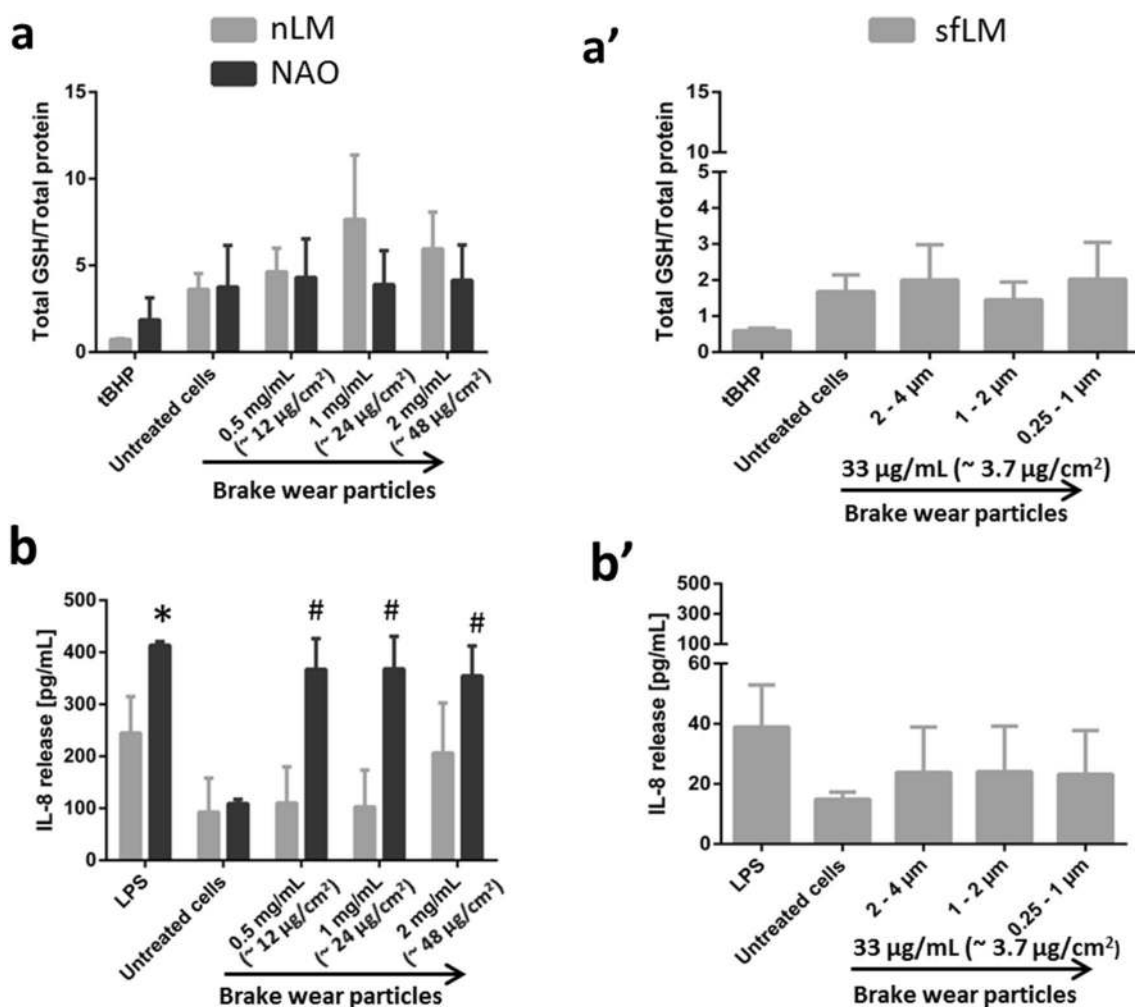 a
nLM
NAO
Total GSH/Total protein
15
10
5
0
tBHP
Untreated cells
0.5 mg/mL
(~ 12 µg/cm²)
1 mg/mL
(~ 24 µg/cm²)
2 mg/mL
(~ 48 µg/cm²)
Brake wear particles
a’
sfLM
Total GSH/Total protein
15
10
5
4
3
2
1
0
tBHP
Untreated cells
2 - 4 µm
1 - 2 µm
0.25 - 1 µm
33 µg/mL (~ 3.7 µg/cm²)
Brake wear particles
b
IL-8 release [pg/mL]
500
400
300
200
100
0
*
#
#
#
LPS
Untreated cells
0.5 mg/mL
(~ 12 µg/cm²)
1 mg/mL
(~ 24 µg/cm²)
2 mg/mL
(~ 48 µg/cm²)
Brake wear particles
b’
IL-8 release [pg/mL]
500
300
100
60
40
20
0
LPS
Untreated cells
2 - 4 µm
1 - 2 µm
0.25 - 1 µm
33 µg/mL (~ 3.7 µg/cm²)
Brake wear particles